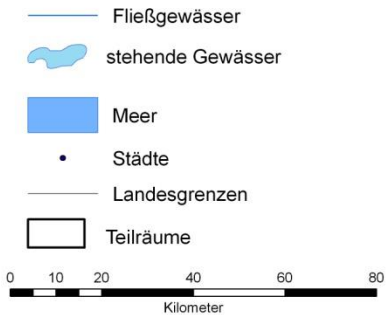 Fließgewässer
stehende Gewässer
Meer
Städte
Landesgrenzen
Teilräume
0 10 20 40 60 80
Kilometer